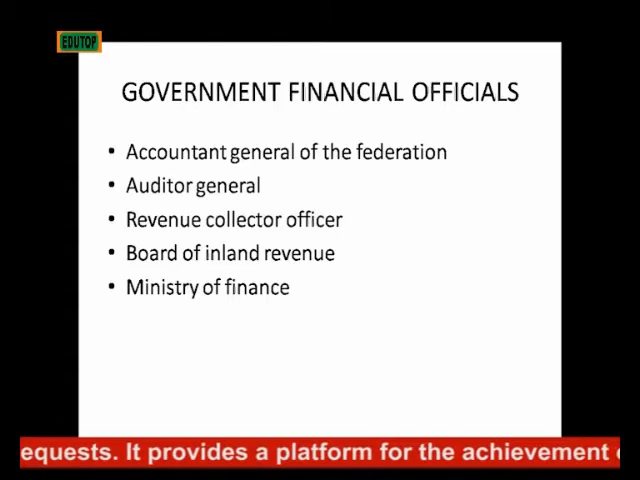 EDUTOP
GOVERNMENT FINANCIAL OFFICIALS
• Accountant general of the federation
• Auditor general
• Revenue collector officer
• Board of inland revenue
• Ministry of finance
equests. It provides a platform for the achievement